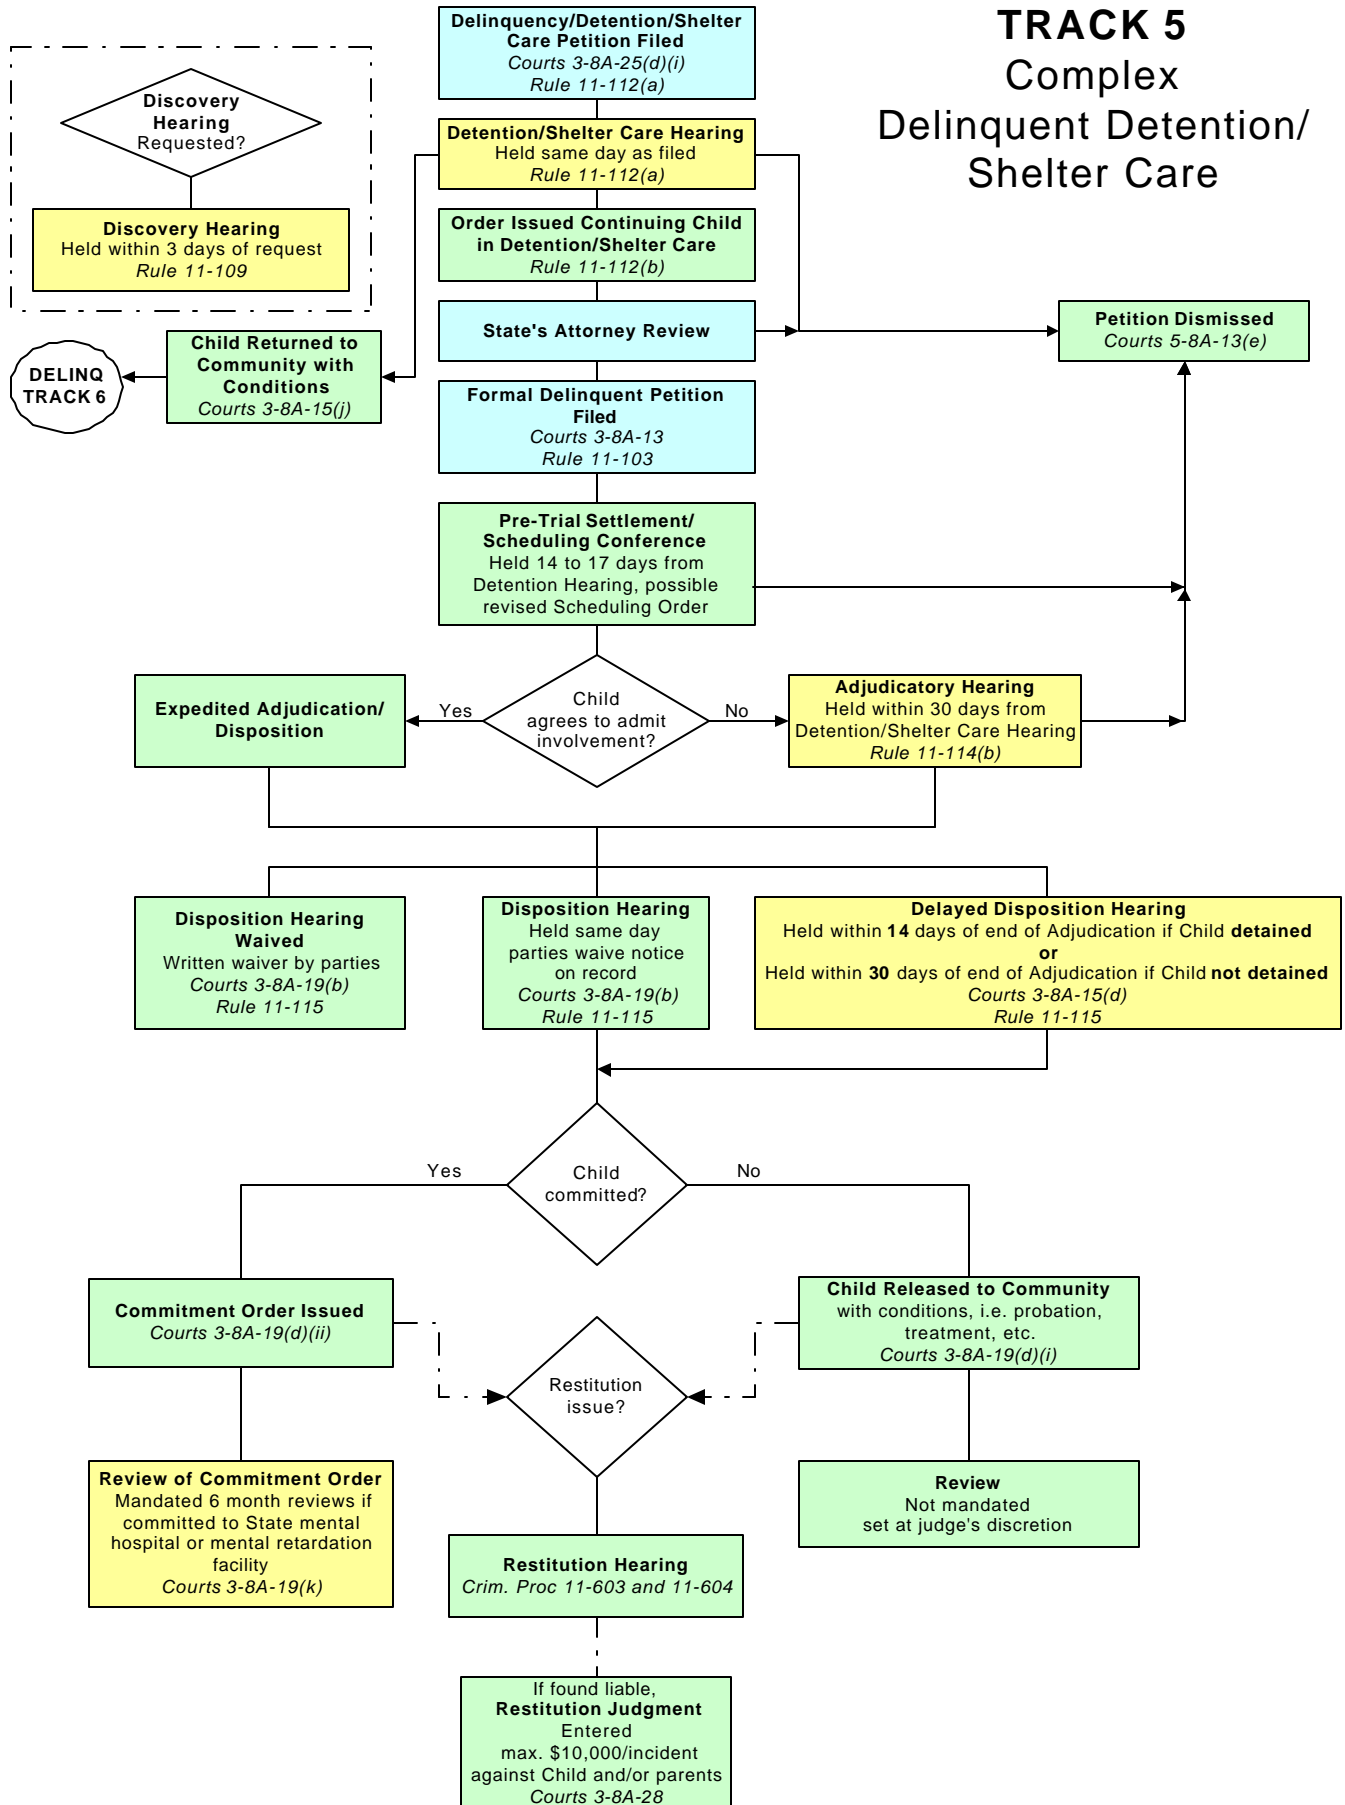 TRACK 5
Complex
Delinquent Detention/
Shelter Care
Delinquency/Detention/Shelter
Care Petition Filed
Courts 3-8A-25(d)(i)
Rule 11-112(a)
Discovery
Hearing
Requested?
Discovery Hearing
Held within 3 days of request
Rule 11-109
Detention/Shelter Care Hearing
Held same day as filed
Rule 11-112(a)
Order Issued Continuing Child
in Detention/Shelter Care
Rule 11-112(b)
State's Attorney Review
Petition Dismissed
Courts 5-8A-13(e)
Child Returned to
Community with
Conditions
Courts 3-8A-15(j)
DELINQ
TRACK 6
Formal Delinquent Petition
Filed
Courts 3-8A-13
Rule 11-103
Pre-Trial Settlement/
Scheduling Conference
Held 14 to 17 days from
Detention Hearing, possible
revised Scheduling Order
Expedited Adjudication/
Disposition
Yes
Child
agrees to admit
involvement?
No
Adjudicatory Hearing
Held within 30 days from
Detention/Shelter Care Hearing
Rule 11-114(b)
Disposition Hearing
Waived
Written waiver by parties
Courts 3-8A-19(b)
Rule 11-115
Disposition Hearing
Held same day
parties waive notice
on record
Courts 3-8A-19(b)
Rule 11-115
Delayed Disposition Hearing
Held within 14 days of end of Adjudication if Child detained
or
Held within 30 days of end of Adjudication if Child not detained
Courts 3-8A-15(d)
Rule 11-115
Yes
Child
committed?
No
Commitment Order Issued
Courts 3-8A-19(d)(ii)
Child Released to Community
with conditions, i.e. probation,
treatment, etc.
Courts 3-8A-19(d)(i)
Restitution
issue?
Review of Commitment Order
Mandated 6 month reviews if
committed to State mental
hospital or mental retardation
facility
Courts 3-8A-19(k)
Review
Not mandated
set at judge's discretion
Restitution Hearing
Crim. Proc 11-603 and 11-604
If found liable,
Restitution Judgment
Entered
max. $10,000/incident
against Child and/or parents
Courts 3-8A-28